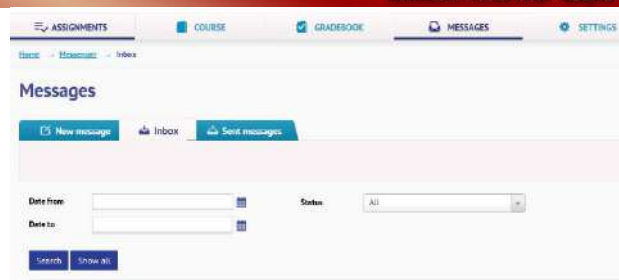 ASSIGNMENTS COURSE GRADEBOOK MESSAGES SETTINGS
Home → Messenger → Inbox
Messages
New message Inbox Sent messages
Date from Status All
Date to
Search Show all